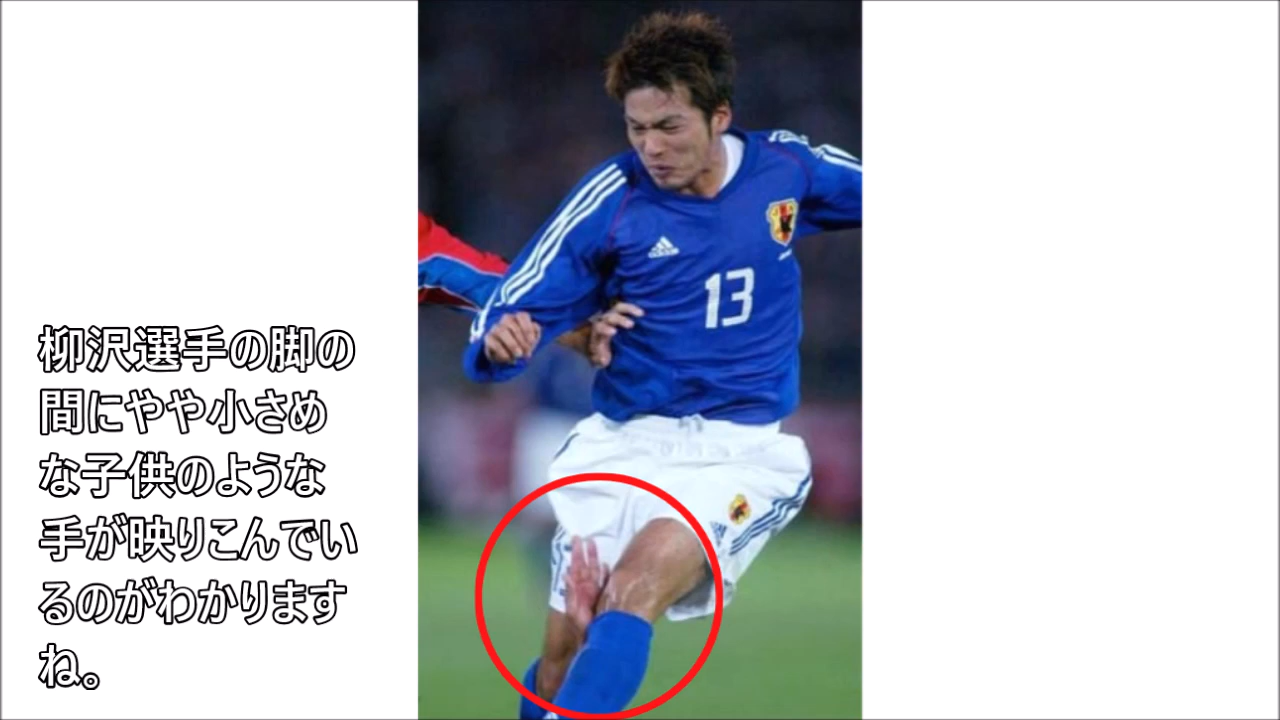 柳沢選手の脚の
間にやや小さめ
な子供のような
手が映りこんでい
るのがわかります
ね。
adidas
13